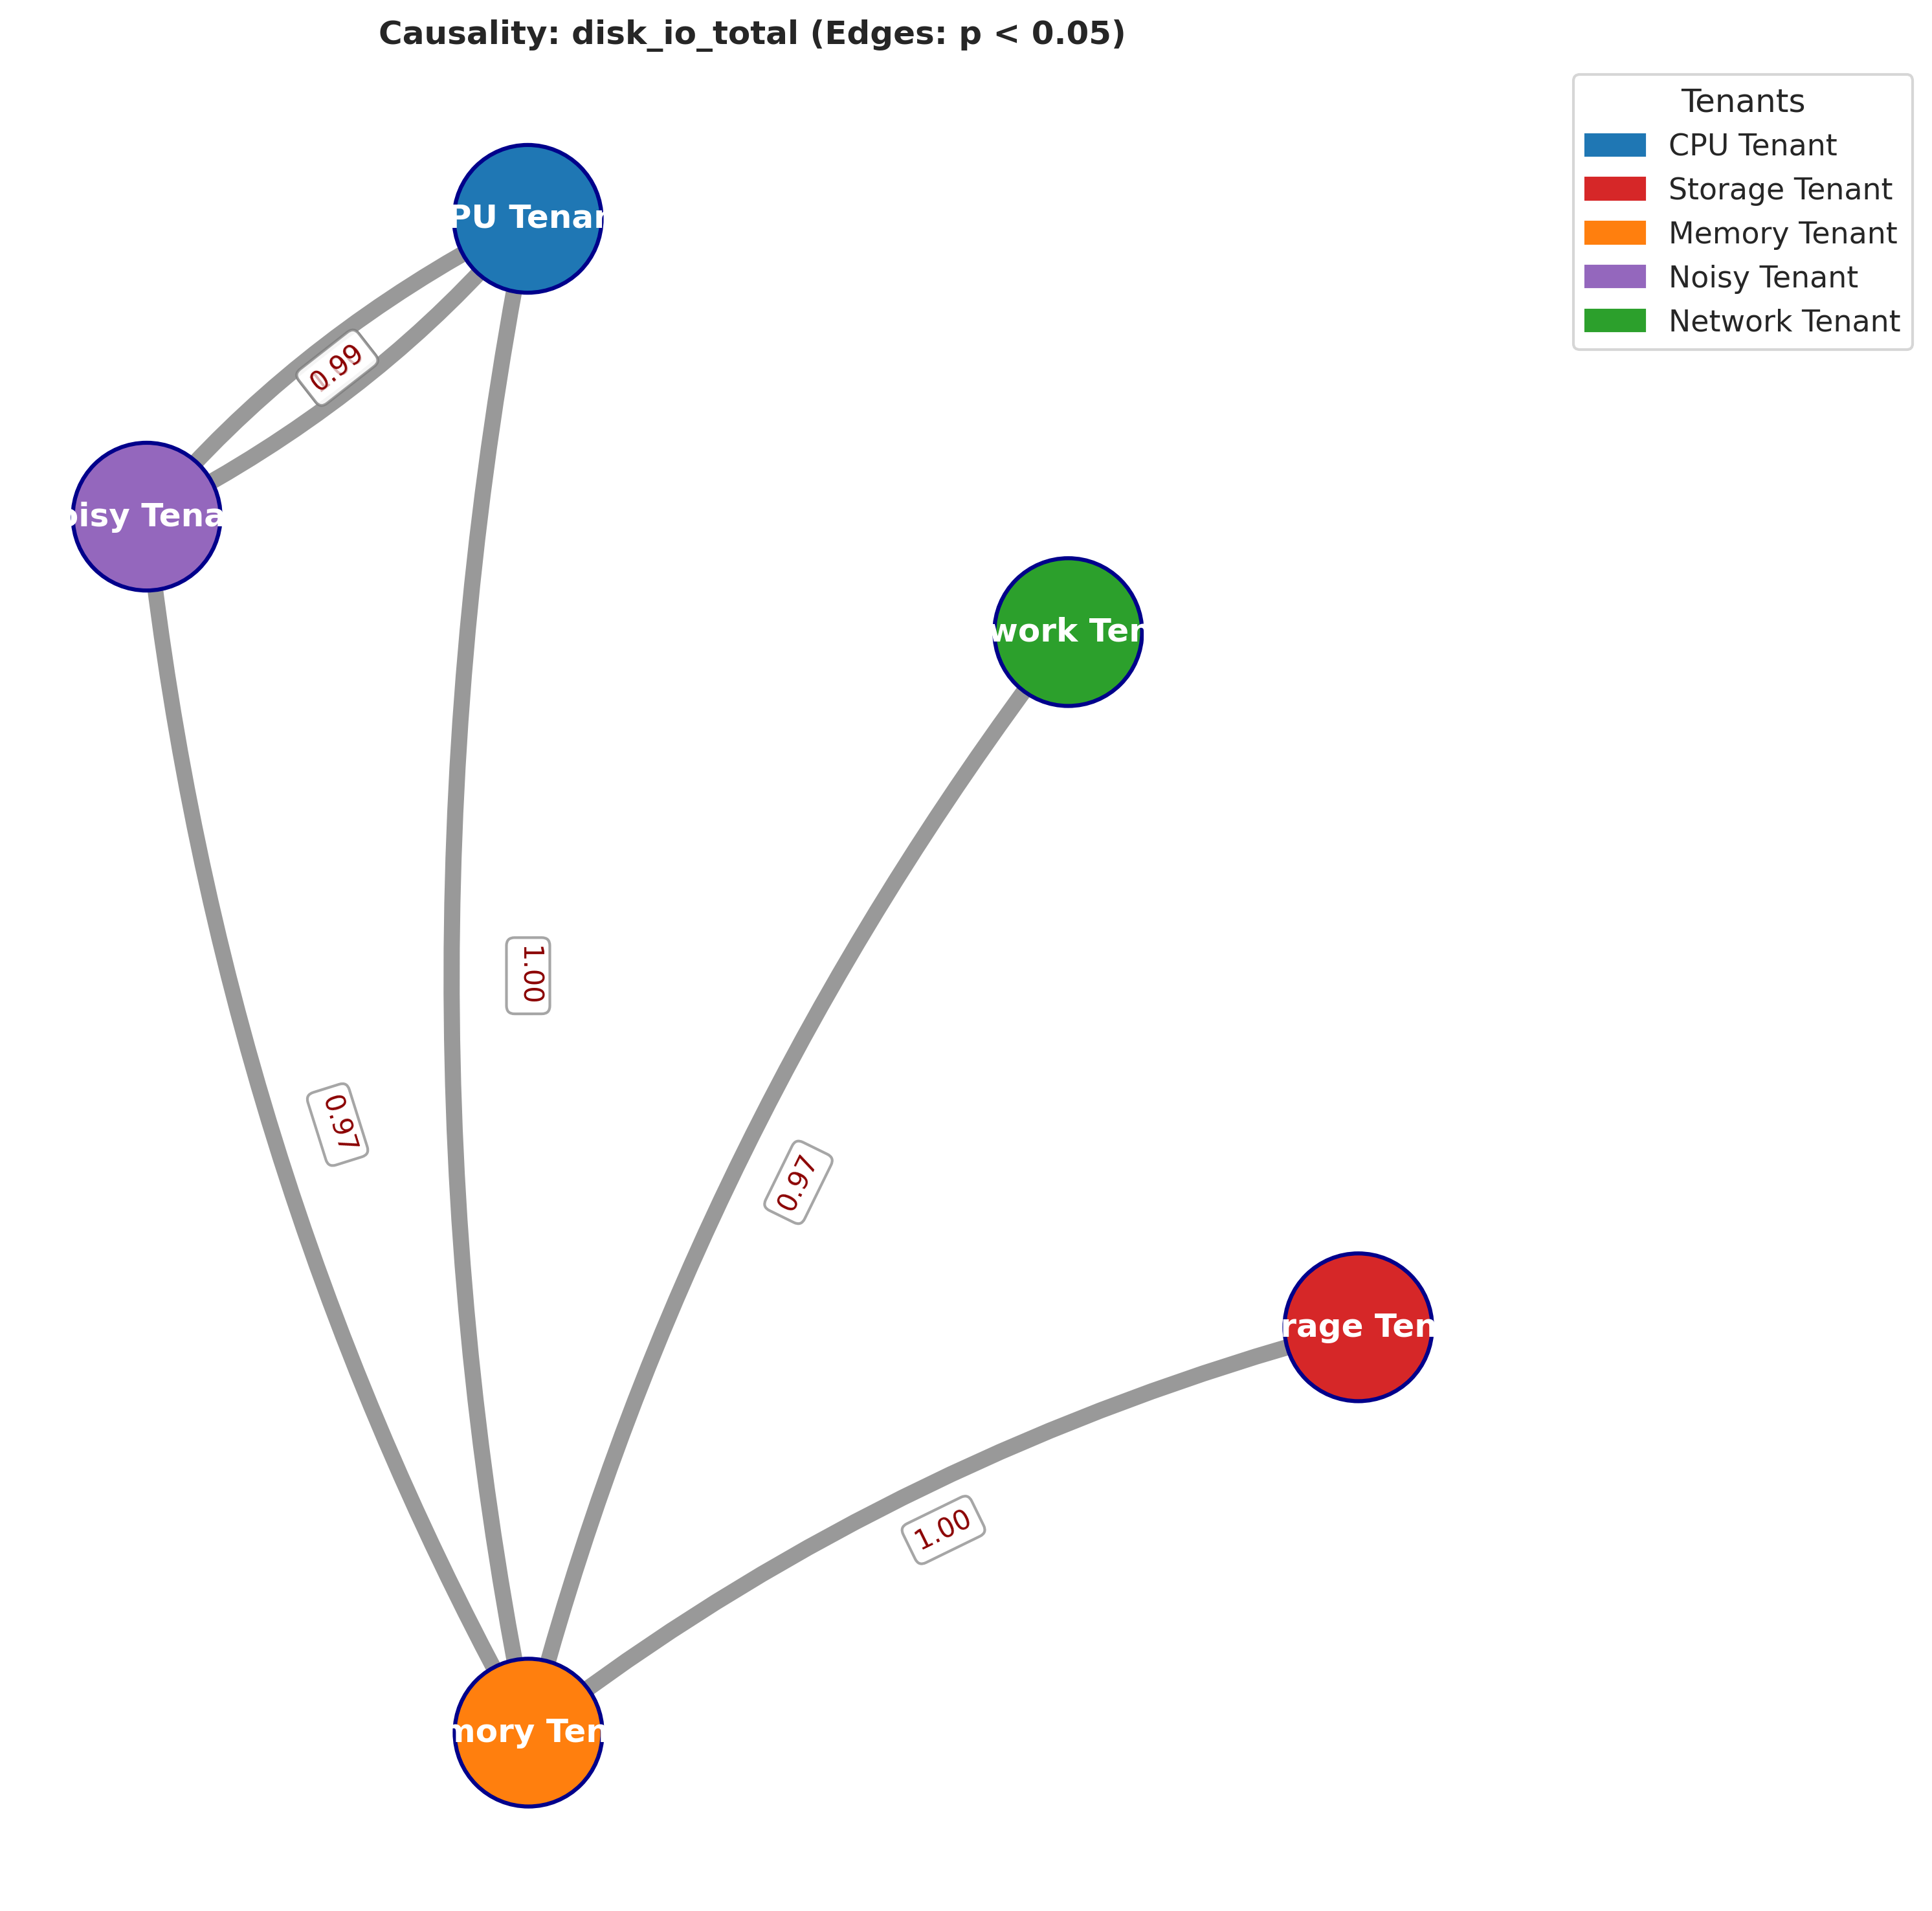 Causality: disk_io_total (Edges: p < 0.05)
Tenants
CPU Tenant
Storage Tenant
Memory Tenant
Noisy Tenant
Network Tenant
PU Tenan
0.99
oisy Tena
work Ten
1.00
0.97
0.97
rage Ten
1.00
mory Ten